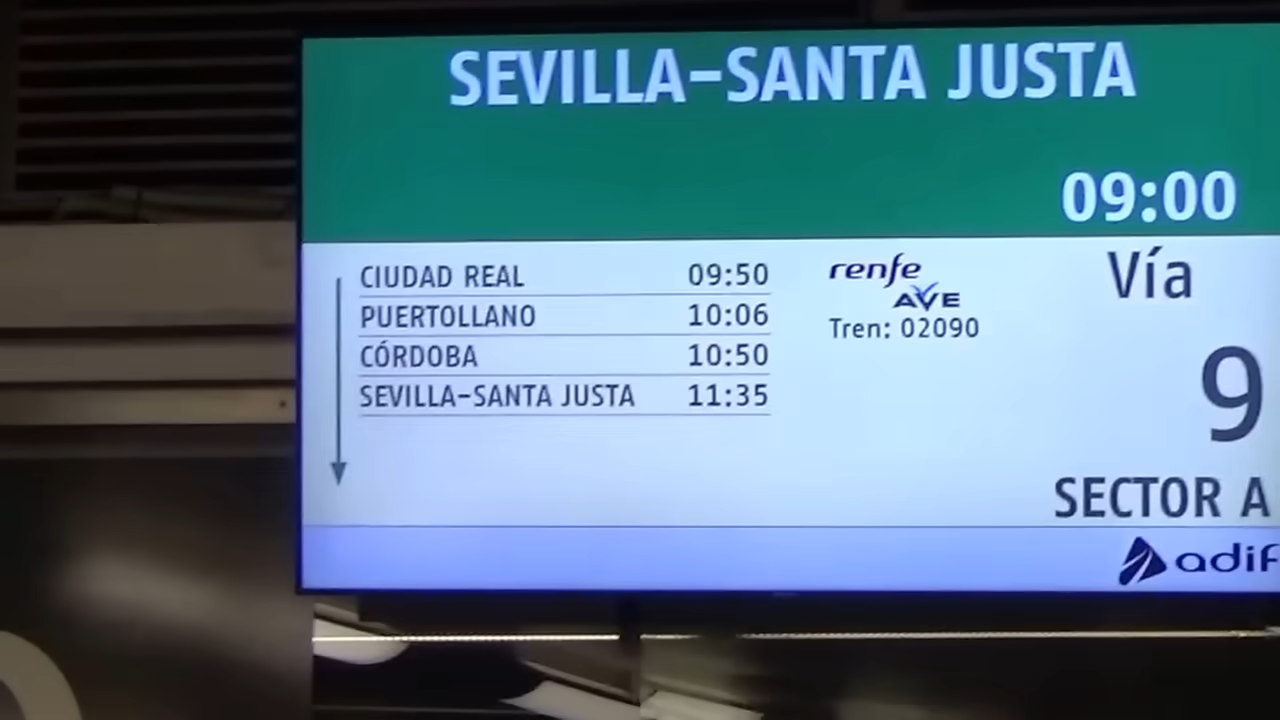 SEVILLA-SANTA JUSTA
09:00
CIUDAD REAL 09:50
PUERTOLLANO 10:06
CÓRDOBA 10:50
SEVILLA-SANTA JUSTA 11:35
renfe
AVE
Tren: 02090
Vía
9
SECTOR A
adif